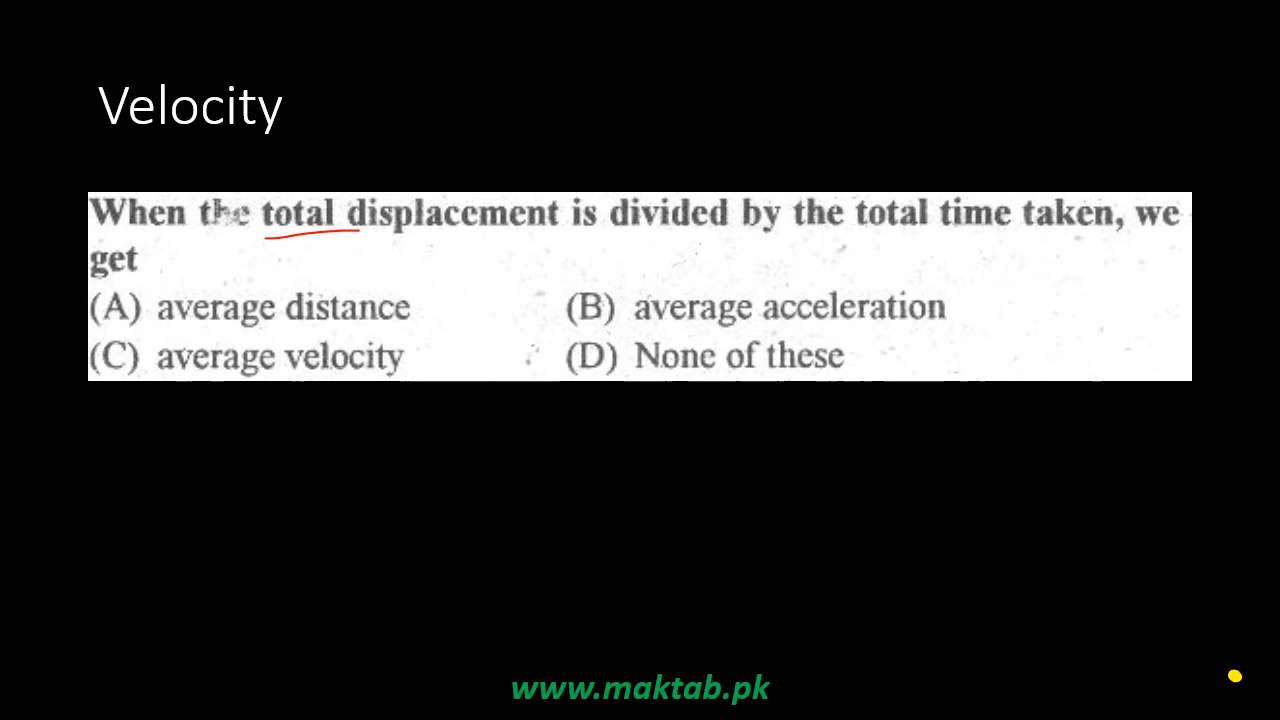 Velocity
When the total displacement is divided by the total time taken, we
get
(A) average distance (B) average acceleration
(C) average velocity (D) None of these
www.maktab.pk